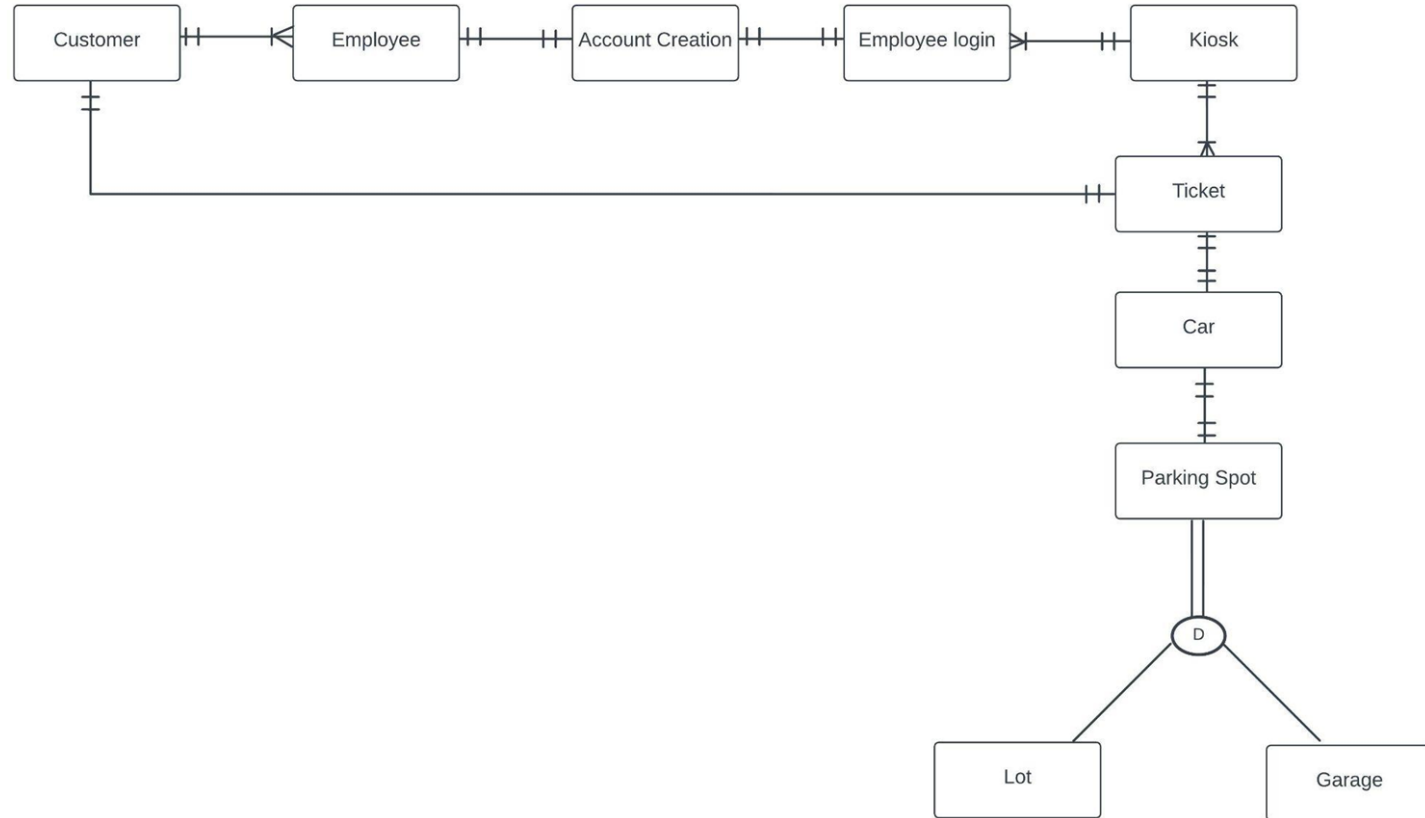 Customer
Employee
Account Creation
Employee login
Kiosk
Ticket
Car
Parking Spot
D
Lot
Garage